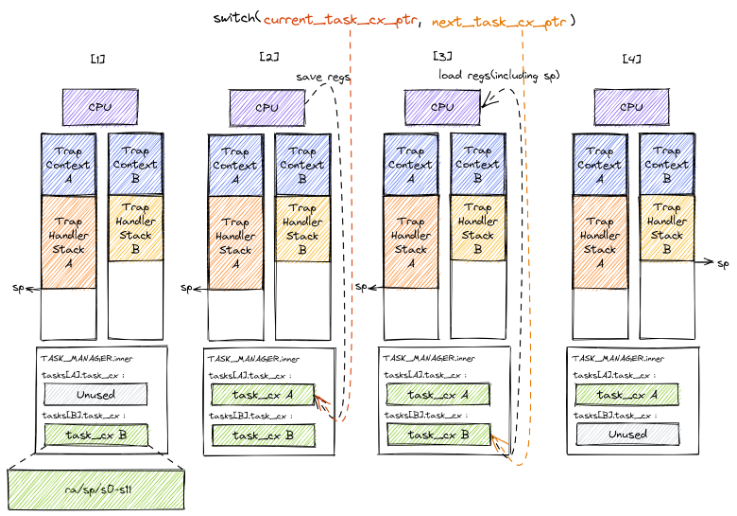 switch(current_task_cx_ptr, next_task_cx_ptr)
[1]
[2]
[3]
[4]
save regs
load regs(including sp)
CPU
CPU
CPU
CPU
Trap
Context
A
Trap
Context
B
Trap
Handler
Stack
A
Trap
Handler
Stack
B
sp
Trap
Context
A
Trap
Context
B
Trap
Handler
Stack
A
Trap
Handler
Stack
B
sp
Trap
Context
A
Trap
Context
B
Trap
Handler
Stack
A
Trap
Handler
Stack
B
sp
Trap
Context
A
Trap
Context
B
Trap
Handler
Stack
A
Trap
Handler
Stack
B
sp
TASK_MANAGER.inner
tasks[A].task_cx :
Unused
tasks[B].task_cx :
task_cx B
ra/sp/s0-s11
TASK_MANAGER.inner
tasks[A].task_cx :
task_cx A
tasks[B].task_cx :
task_cx B
TASK_MANAGER.inner
tasks[A].task_cx :
task_cx A
tasks[B].task_cx :
task_cx B
TASK_MANAGER.inner
tasks[A].task_cx :
task_cx A
tasks[B].task_cx :
Unused